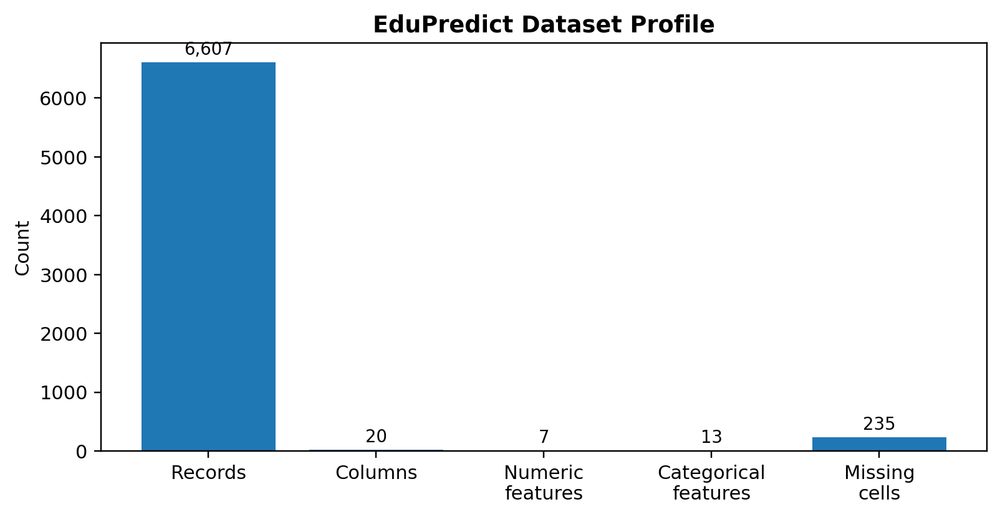 EduPredict Dataset Profile
6,607
6000
5000
4000
3000
2000
1000
0
Count
20
7
13
235
Records
Columns
Numeric
features
Categorical
features
Missing
cells